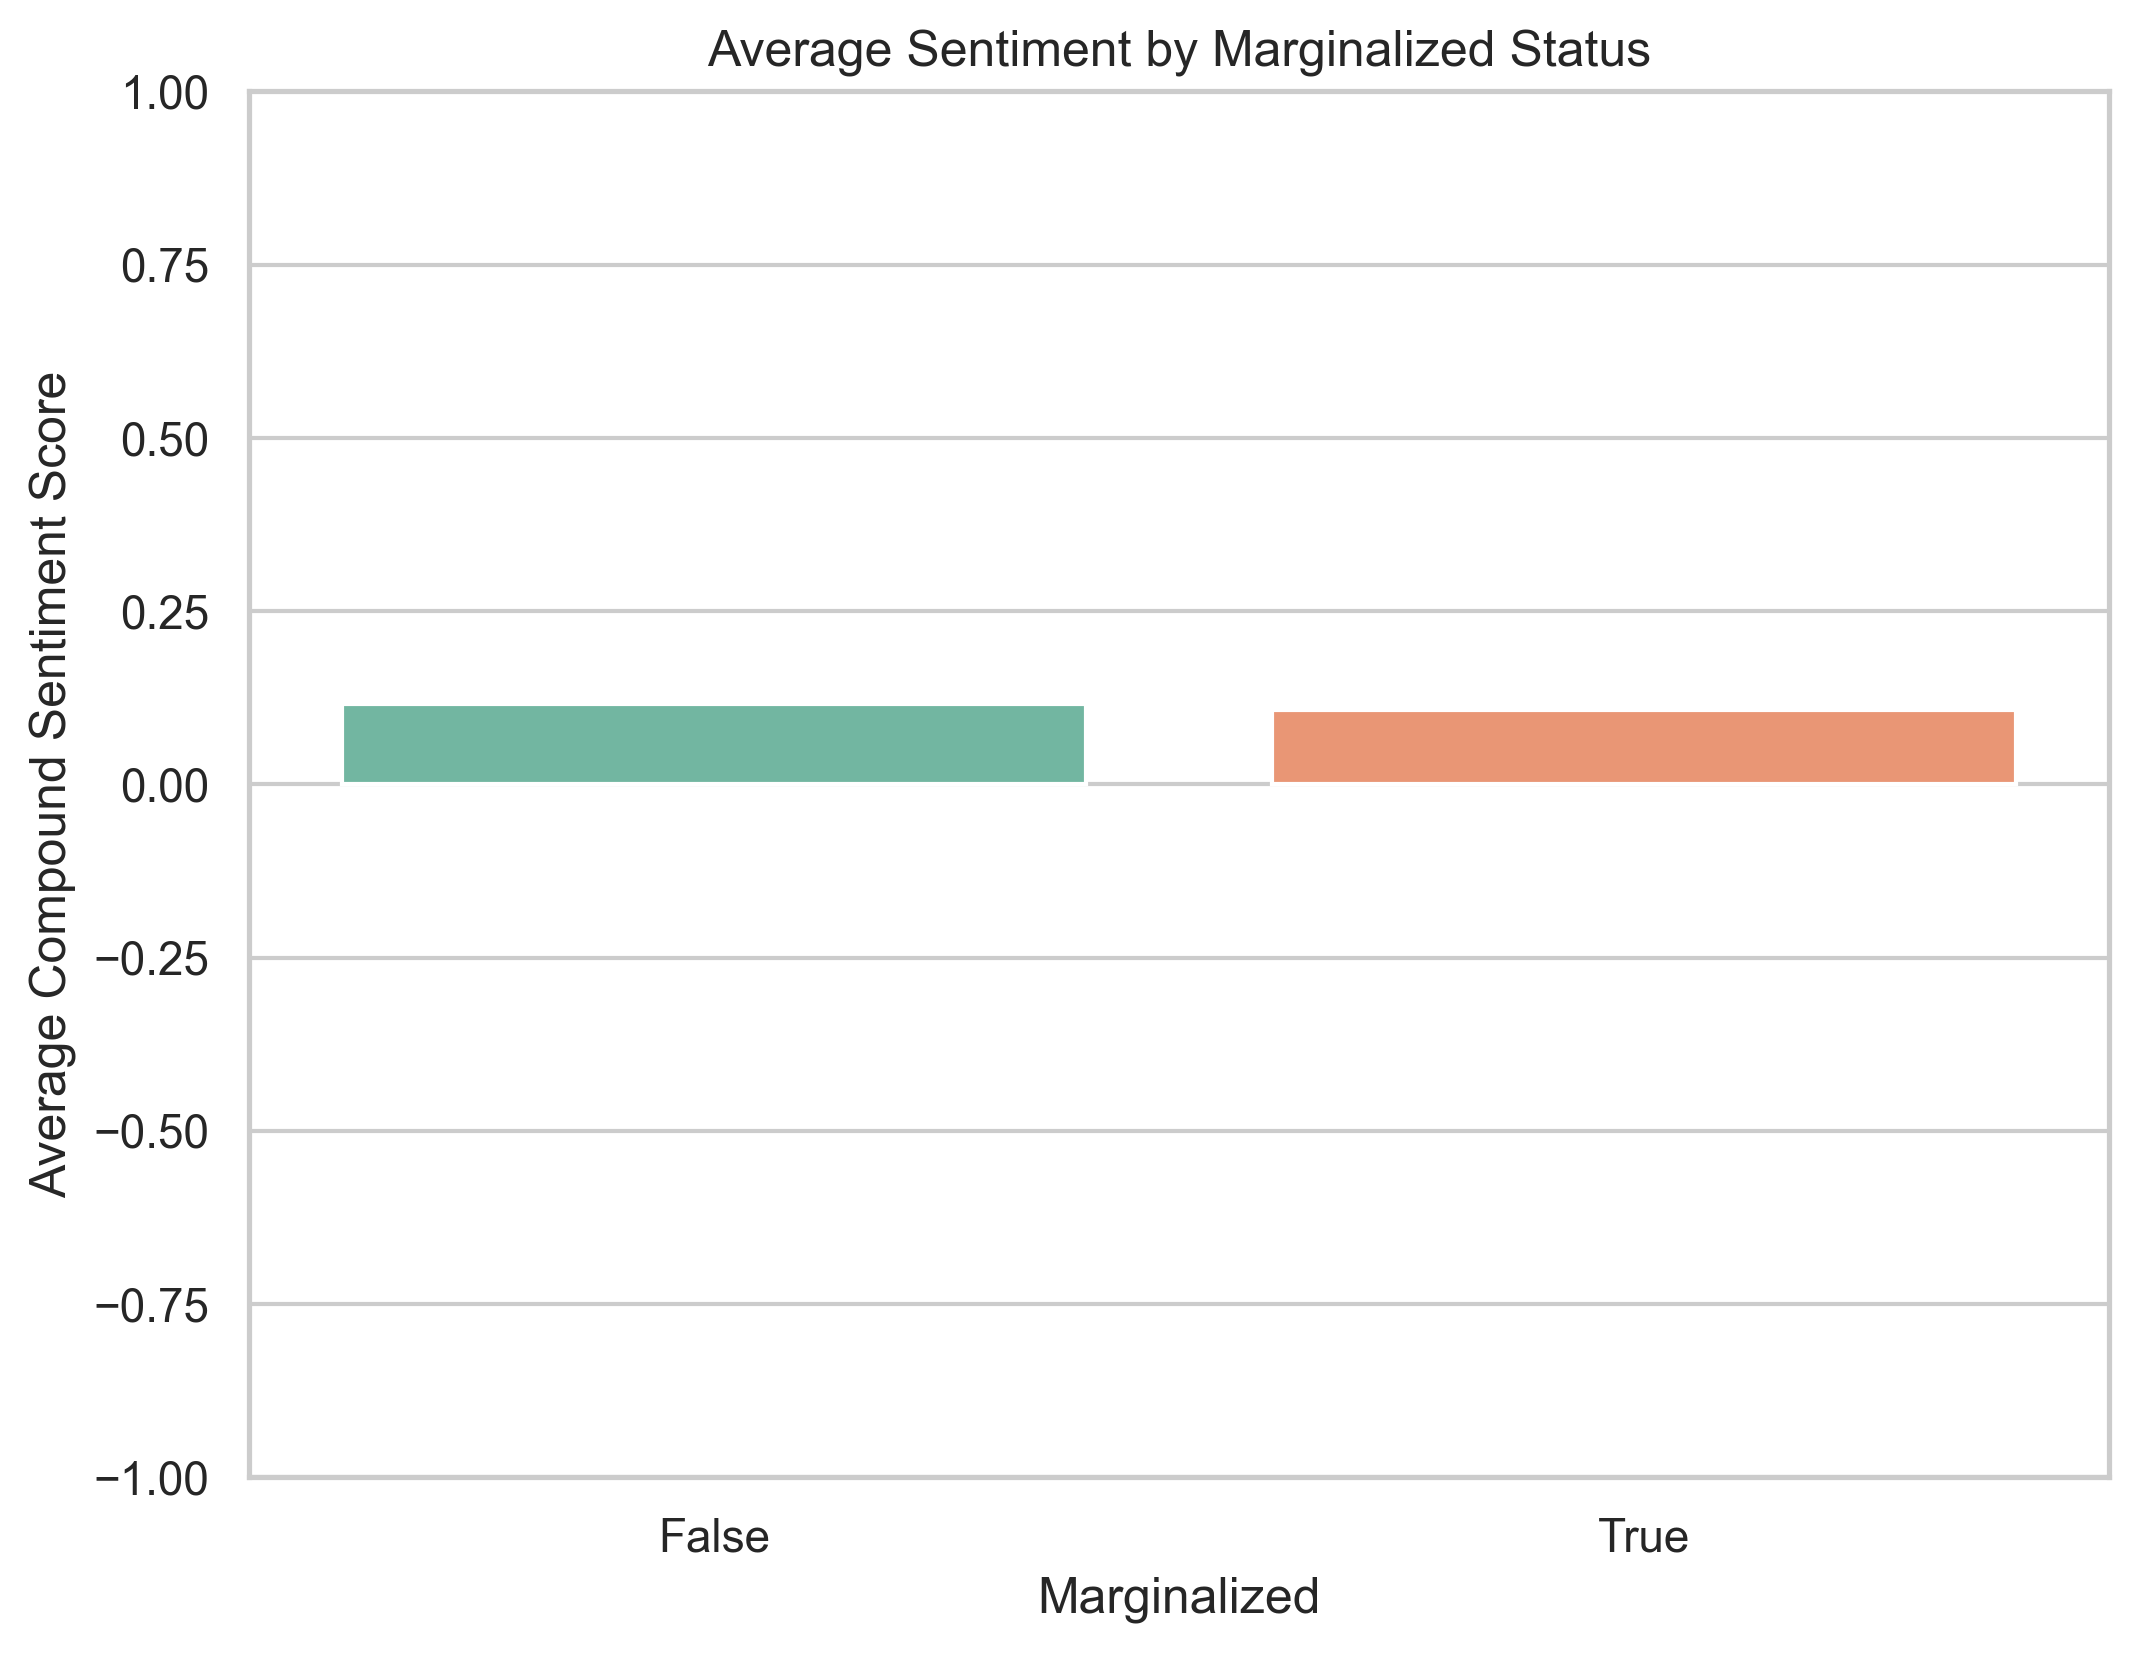 Average Sentiment by Marginalized Status
Average Compound Sentiment Score
1.00
0.75
0.50
0.25
0.00
−0.25
−0.50
−0.75
−1.00
False
True
Marginalized